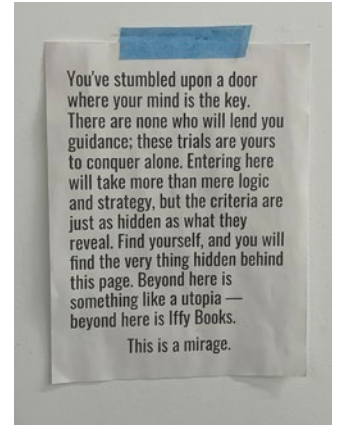 You've stumbled upon a door
where your mind is the key.
There are none who will lend you
guidance; these trials are yours
to conquer alone. Entering here
will take more than mere logic
and strategy, but the criteria are
just as hidden as what they
reveal. Find yourself, and you will
find the very thing hidden behind
this page. Beyond here is
something like a utopia —
beyond here is Iffy Books.
This is a mirage.